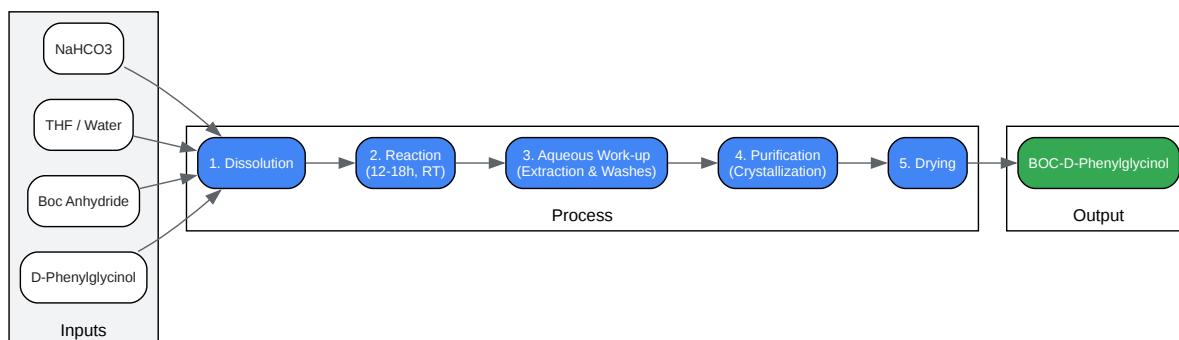 NaHCO3
THF / Water
Boc Anhydride
D-Phenylglycinol
Inputs
1. Dissolution
2. Reaction
(12-18h, RT)
3. Aqueous Work-up
(Extraction & Washes)
4. Purification
(Crystallization)
5. Drying
Process
BOC-D-Phenylglycinol
Output